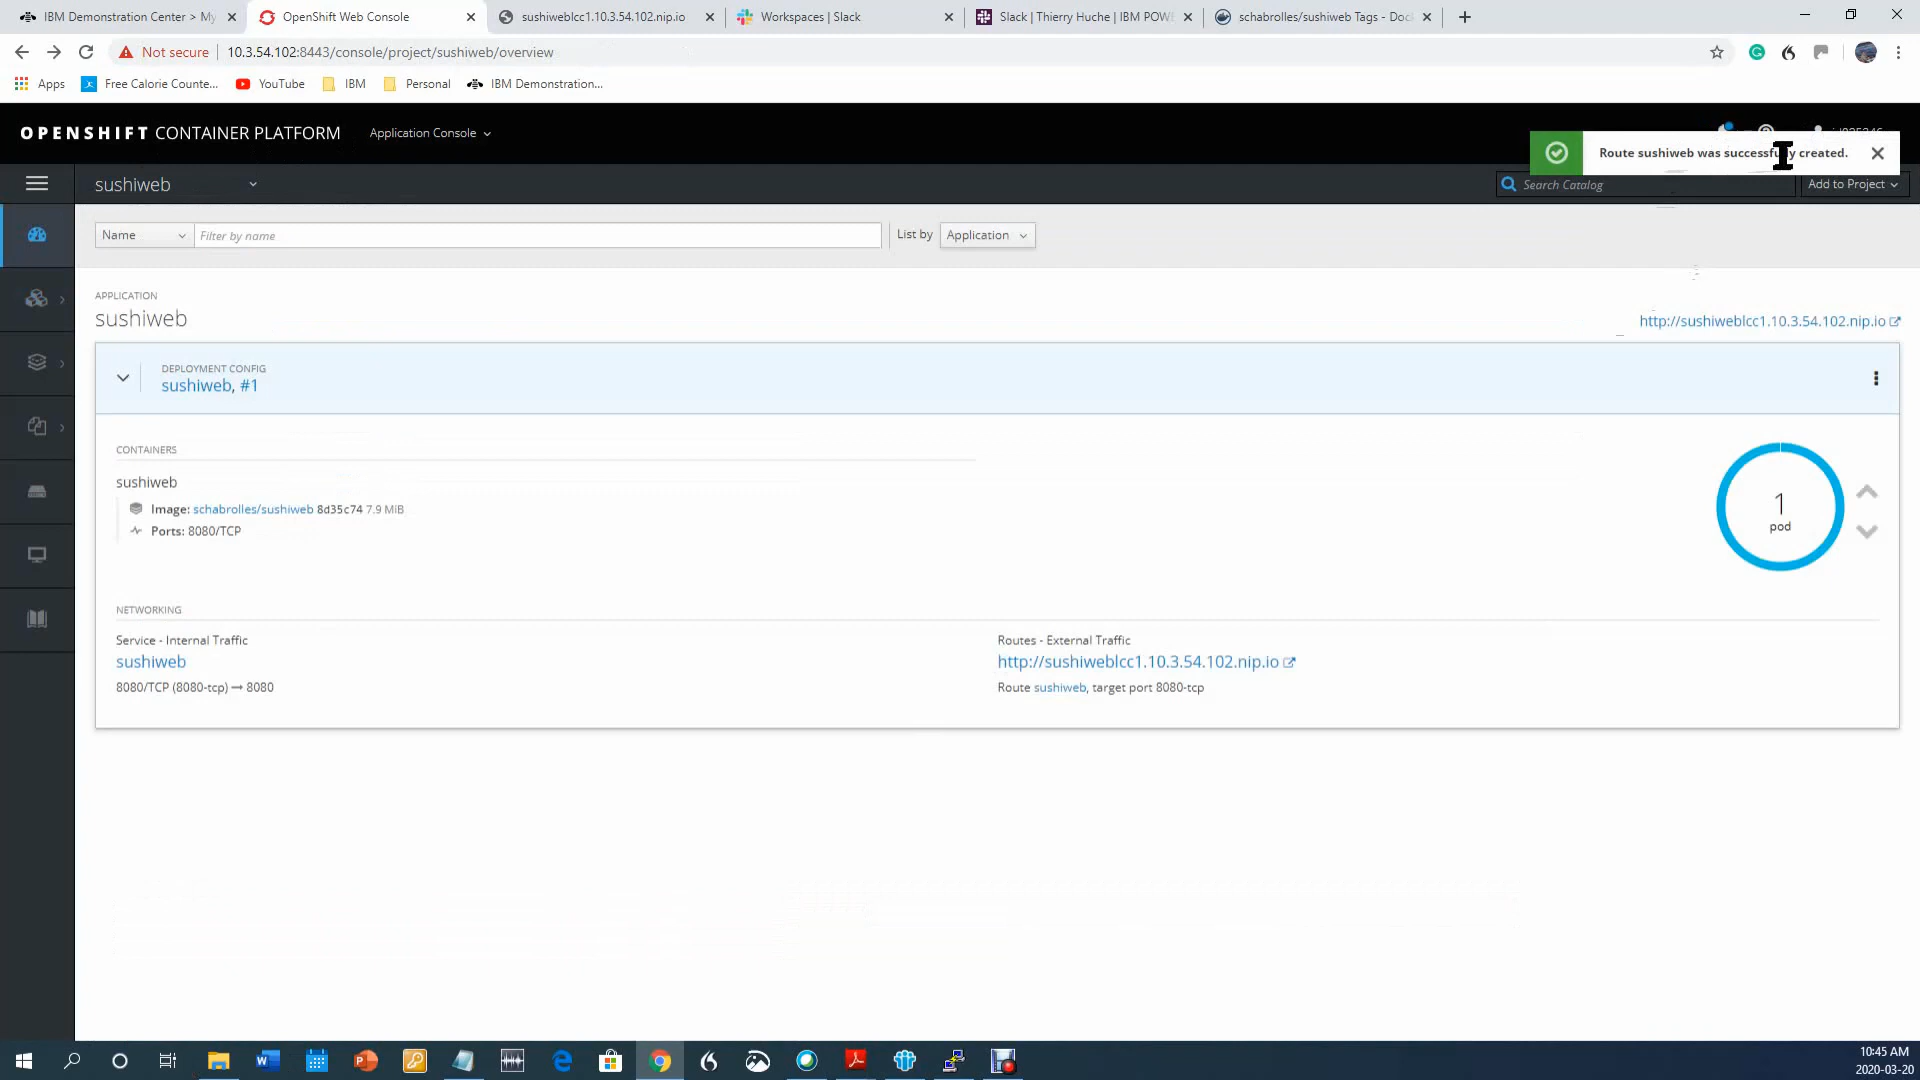 IBM Demonstration Center > My
OpenShift Web Console
sushiweblcc1.10.3.54.102.nip.io
Workspaces | Slack
Slack | Thierry Huche | IBM POWE
schabrolles/sushiweb Tags - Dock
Not secure
10.3.54.102:8443/console/project/sushiweb/overview
Apps
Free Calorie Counte...
YouTube
IBM
Personal
IBM Demonstration...
OPENSHIFT CONTAINER PLATFORM
Application Console
Route sushiweb was successfully created.
sushiweb
Search Catalog
Add to Project
Name
Filter by name
List by
Application
APPLICATION
sushiweb
http://sushiweblcc1.10.3.54.102.nip.io
DEPLOYMENT CONFIG
sushiweb, #1
CONTAINERS
sushiweb
Image: schabrolles/sushiweb 8d35c74 7.9 MiB
Ports: 8080/TCP
1
pod
NETWORKING
Service - Internal Traffic
sushiweb
8080/TCP (8080-tcp) → 8080
Routes - External Traffic
http://sushiweblcc1.10.3.54.102.nip.io
Route sushiweb, target port 8080-tcp
10:45 AM
2020-03-20